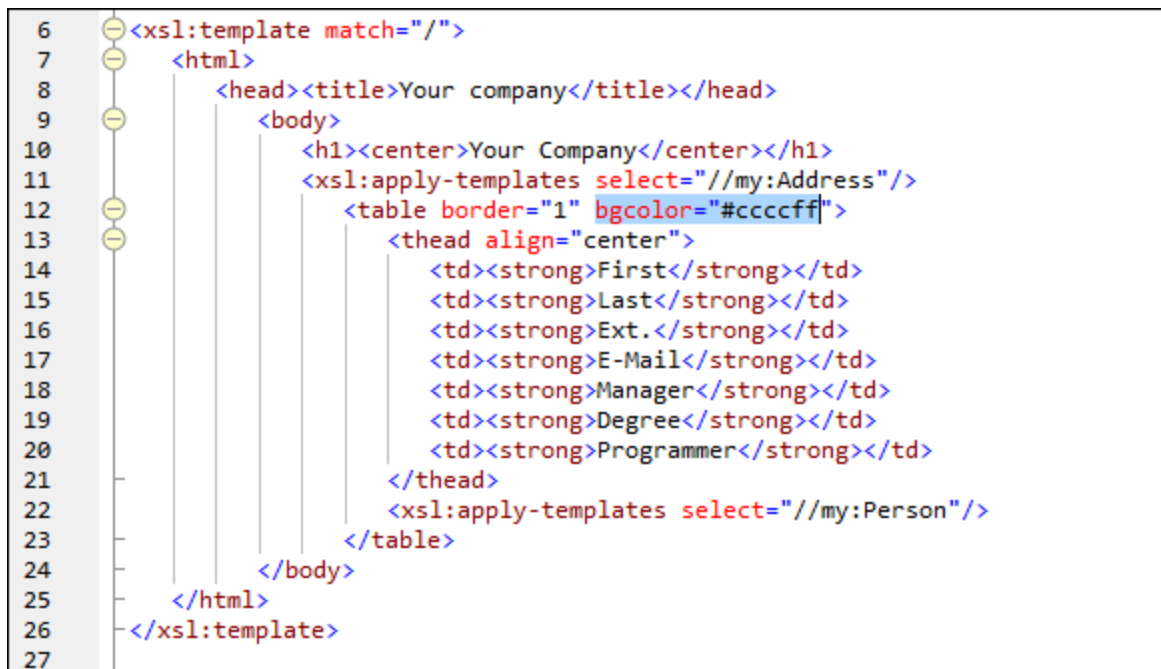 6 <xsl:template match="/">
7 <html>
8 <head><title>Your company</title></head>
9 <body>
10 <h1><center>Your Company</center></h1>
11 <xsl:apply-templates select="//my:Address"/>
12 <table border="1" bgcolor="#ccccff">
13 <thead align="center">
14 <td><strong>First</strong></td>
15 <td><strong>Last</strong></td>
16 <td><strong>Ext.</strong></td>
17 <td><strong>E-Mail</strong></td>
18 <td><strong>Manager</strong></td>
19 <td><strong>Degree</strong></td>
20 <td><strong>Programmer</strong></td>
21 </thead>
22 <xsl:apply-templates select="//my:Person"/>
23 </table>
24 </body>
25 </html>
26 </xsl:template>
27